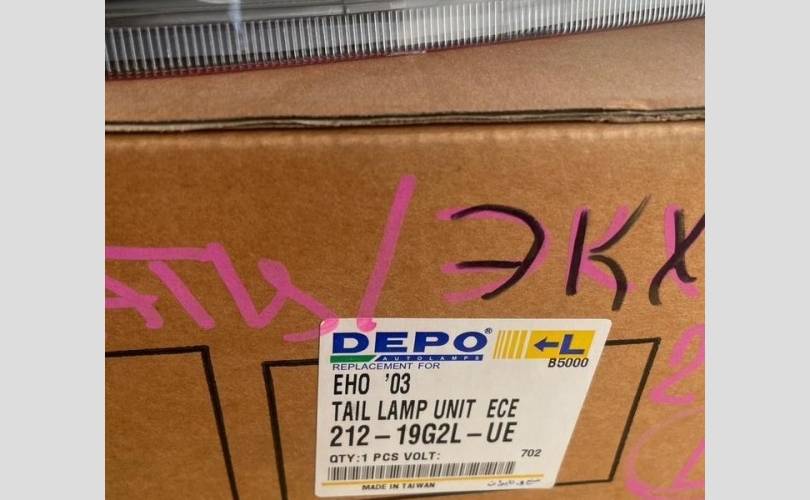 ЭКХ
DEPO®
AUTOLAMPS
←L
B5000
REPLACEMENT FOR
EHO '03
TAIL LAMP UNIT ECE
212-19G2L-UE
QTY:1 PCS VOLT:
702
MADE IN TAIWAN